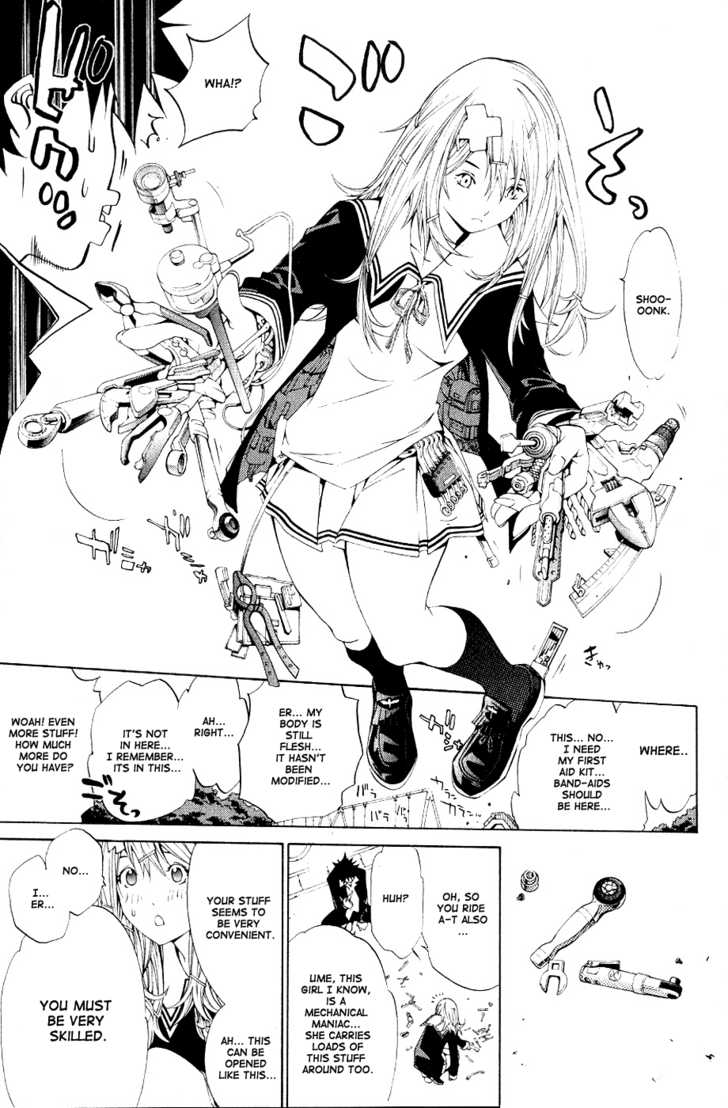 SHOO-
OONK.
WHA!?
きゅっ
WHERE..
THIS... NO...
I NEED
MY FIRST
AID KIT...
BAND-AIDS
SHOULD
BE HERE...
ER... MY
BODY IS
STILL
FLESH...
IT HASN'T
BEEN
MODIFIED...
AH...
RIGHT...
IT'S NOT
IN HERE...
I REMEMBER...
ITS IN THIS...
WOAH! EVEN
MORE STUFF!
HOW MUCH
MORE DO
YOU HAVE?
OH, SO
YOU RIDE
A-T ALSO
...
HUH?
UME, THIS
GIRL I KNOW,
IS A
MECHANICAL
MANIAC...
SHE CARRIES
LOADS OF
THIS STUFF
AROUND TOO.
YOUR STUFF
SEEMS TO
BE VERY
CONVENIENT.
AH... THIS
CAN BE
OPENED
LIKE THIS...
NO...
I...
ER...
YOU MUST
BE VERY
SKILLED.